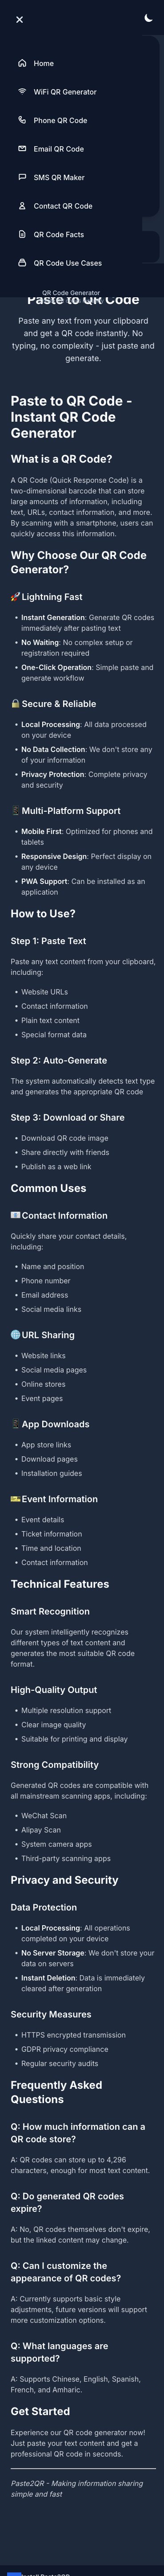 Home
WiFi QR Generator
Phone QR Code
Email QR Code
SMS QR Maker
Contact QR Code
QR Code Facts
QR Code Use Cases
QR Code Generator
Paste to QR Code
Paste any text from your clipboard
and get a QR code instantly. No
typing, no complexity - just paste and
generate.
Paste to QR Code -
Instant QR Code
Generator
What is a QR Code?
A QR Code (Quick Response Code) is a
two-dimensional barcode that can store
large amounts of information, including
text, URLs, contact information, and more.
By scanning with a smartphone, users can
quickly access this information.
Why Choose Our QR Code
Generator?
🚀 Lightning Fast
• Instant Generation: Generate QR codes
immediately after pasting text
• No Waiting: No complex setup or
registration required
• One-Click Operation: Simple paste and
generate workflow
🔒 Secure & Reliable
• Local Processing: All data processed
on your device
• No Data Collection: We don't store any
of your information
• Privacy Protection: Complete privacy
and security
📱 Multi-Platform Support
• Mobile First: Optimized for phones and
tablets
• Responsive Design: Perfect display on
any device
• PWA Support: Can be installed as an
application
How to Use?
Step 1: Paste Text
Paste any text content from your clipboard,
including:
• Website URLs
• Contact information
• Plain text content
• Special format data
Step 2: Auto-Generate
The system automatically detects text type
and generates the appropriate QR code
Step 3: Download or Share
• Download QR code image
• Share directly with friends
• Publish as a web link
Common Uses
📧 Contact Information
Quickly share your contact details,
including:
• Name and position
• Phone number
• Email address
• Social media links
🌐 URL Sharing
• Website links
• Social media pages
• Online stores
• Event pages
📱 App Downloads
• App store links
• Download pages
• Installation guides
🎫 Event Information
• Event details
• Ticket information
• Time and location
• Contact information
Technical Features
Smart Recognition
Our system intelligently recognizes
different types of text content and
generates the most suitable QR code
format.
High-Quality Output
• Multiple resolution support
• Clear image quality
• Suitable for printing and display
Strong Compatibility
Generated QR codes are compatible with
all mainstream scanning apps, including:
• WeChat Scan
• Alipay Scan
• System camera apps
• Third-party scanning apps
Privacy and Security
Data Protection
• Local Processing: All operations
completed on your device
• No Server Storage: We don't store your
data on servers
• Instant Deletion: Data is immediately
cleared after generation
Security Measures
• HTTPS encrypted transmission
• GDPR privacy compliance
• Regular security audits
Frequently Asked
Questions
Q: How much information can a
QR code store?
A: QR codes can store up to 4,296
characters, enough for most text content.
Q: Do generated QR codes
expire?
A: No, QR codes themselves don't expire,
but the linked content may change.
Q: Can I customize the
appearance of QR codes?
A: Currently supports basic style
adjustments, future versions will support
more customization options.
Q: What languages are
supported?
A: Supports Chinese, English, Spanish,
French, and Amharic.
Get Started
Experience our QR code generator now!
Just paste your text content and get a
professional QR code in seconds.
Paste2QR - Making information sharing
simple and fast